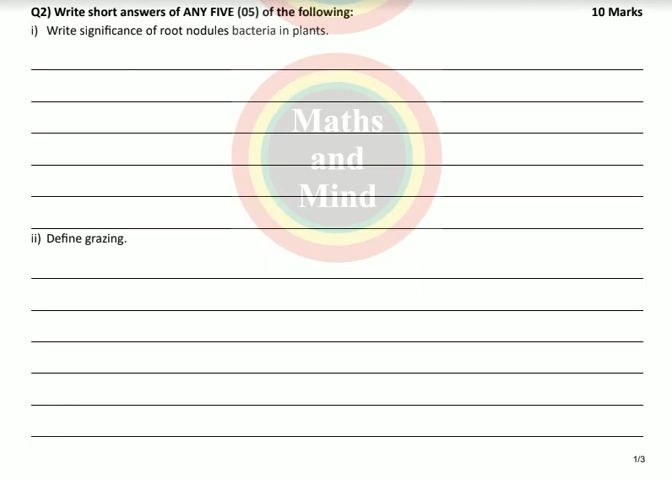 Q2) Write short answers of ANY FIVE (05) of the following: 10 Marks
i) Write significance of root nodules bacteria in plants.
Maths
and
Mind
ii) Define grazing.
1/3